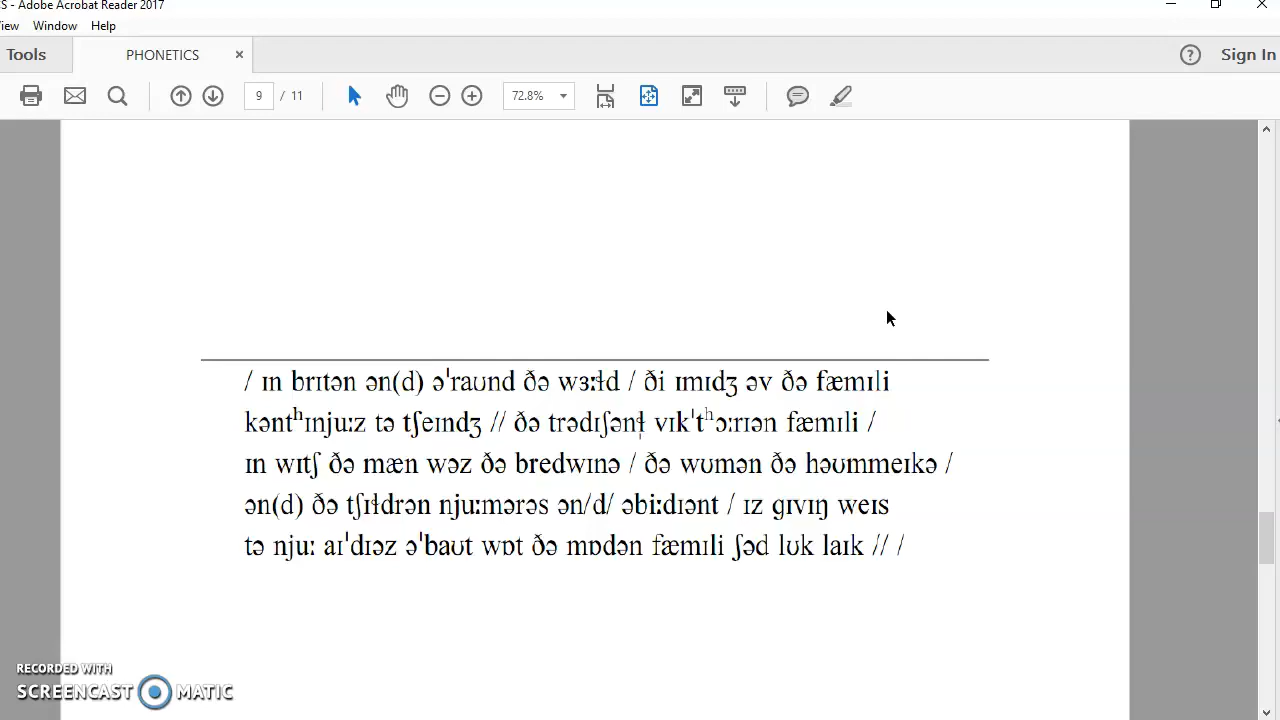 S - Adobe Acrobat Reader 2017
iew Window Help
Tools PHONETICS × ? Sign In
9 / 11 72.8%
/ ɪn brɪtən ən(d) əˈraʊnd ðə wɜːɫd / ði ɪmɪdʒ əv ðə fæmɪli
kəntʰɪnjuːz tə tʃeɪndʒ // ðə trədɪʃənɫ̩ vɪkˈtʰɔːrɪən fæmɪli /
ɪn wɪtʃ ðə mæn wəz ðə bredwɪnə / ðə wʊmən ðə həʊmmeɪkə /
ən(d) ðə tʃɪɫdrən njuːmərəs ən/d/ əbiːdɪənt / ɪz ɡɪvɪŋ weɪs
tə njuː aɪˈdɪəz əˈbaʊt wɒt ðə mɒdən fæmɪli ʃəd lʊk laɪk // /
RECORDED WITH
SCREENCAST MATIC